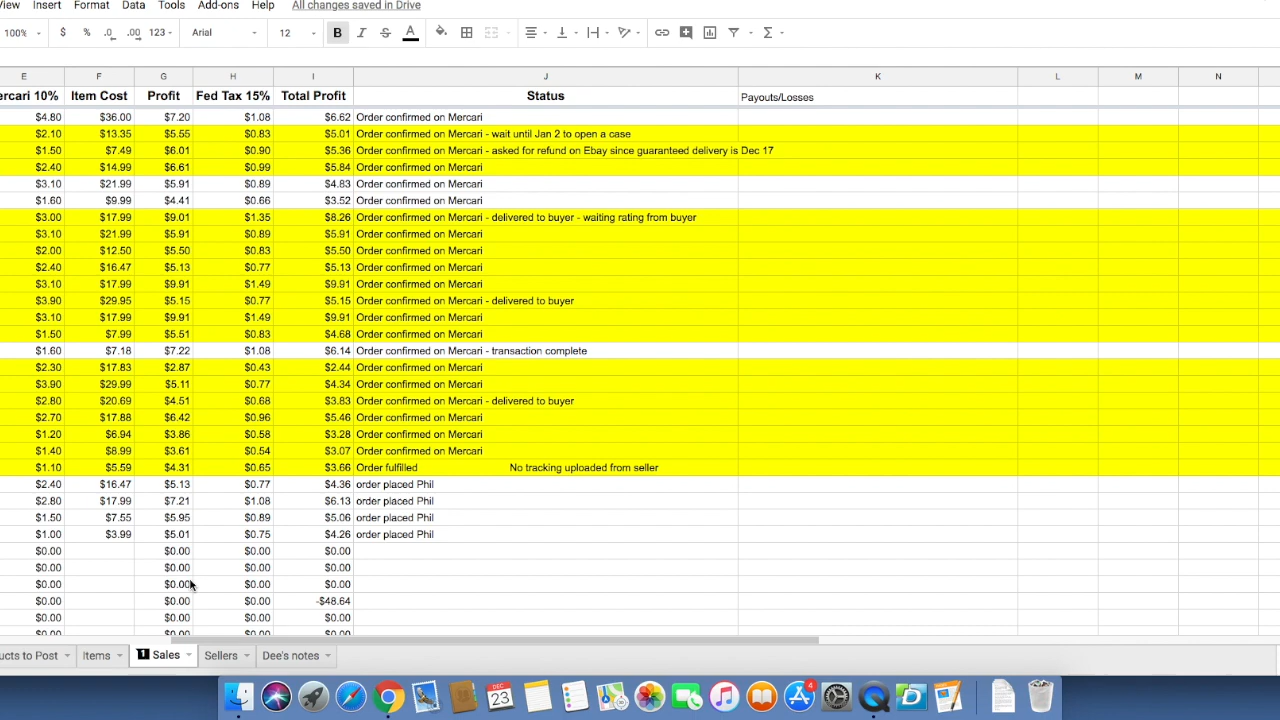 View Insert Format Data Tools Add-ons Help All changes saved in Drive
100% $ % .0 .00 123 Arial 12 B I S A Σ
E F G H I J K L M N
ercari 10% Item Cost Profit Fed Tax 15% Total Profit Status Payouts/Losses
$4.80 $36.00 $7.20 $1.08 $6.62 Order confirmed on Mercari
$2.10 $13.35 $5.55 $0.83 $5.01 Order confirmed on Mercari - wait until Jan 2 to open a case
$1.50 $7.49 $6.01 $0.90 $5.36 Order confirmed on Mercari - asked for refund on Ebay since guaranteed delivery is Dec 17
$2.40 $14.99 $6.61 $0.99 $5.84 Order confirmed on Mercari
$3.10 $21.99 $5.91 $0.89 $4.83 Order confirmed on Mercari
$1.60 $9.99 $4.41 $0.66 $3.52 Order confirmed on Mercari
$3.00 $17.99 $9.01 $1.35 $8.26 Order confirmed on Mercari - delivered to buyer - waiting rating from buyer
$3.10 $21.99 $5.91 $0.89 $5.91 Order confirmed on Mercari
$2.00 $12.50 $5.50 $0.83 $5.50 Order confirmed on Mercari
$2.40 $16.47 $5.13 $0.77 $5.13 Order confirmed on Mercari
$3.10 $17.99 $9.91 $1.49 $9.91 Order confirmed on Mercari
$3.90 $29.95 $5.15 $0.77 $5.15 Order confirmed on Mercari - delivered to buyer
$3.10 $17.99 $9.91 $1.49 $9.91 Order confirmed on Mercari
$1.50 $7.99 $5.51 $0.83 $4.68 Order confirmed on Mercari
$1.60 $7.18 $7.22 $1.08 $6.14 Order confirmed on Mercari - transaction complete
$2.30 $17.83 $2.87 $0.43 $2.44 Order confirmed on Mercari
$3.90 $29.99 $5.11 $0.77 $4.34 Order confirmed on Mercari
$2.80 $20.69 $4.51 $0.68 $3.83 Order confirmed on Mercari - delivered to buyer
$2.70 $17.88 $6.42 $0.96 $5.46 Order confirmed on Mercari
$1.20 $6.94 $3.86 $0.58 $3.28 Order confirmed on Mercari
$1.40 $8.99 $3.61 $0.54 $3.07 Order confirmed on Mercari
$1.10 $5.59 $4.31 $0.65 $3.66 Order fulfilled No tracking uploaded from seller
$2.40 $16.47 $5.13 $0.77 $4.36 order placed Phil
$2.80 $17.99 $7.21 $1.08 $6.13 order placed Phil
$1.50 $7.55 $5.95 $0.89 $5.06 order placed Phil
$1.00 $3.99 $5.01 $0.75 $4.26 order placed Phil
$0.00 $0.00 $0.00 $0.00
$0.00 $0.00 $0.00 $0.00
$0.00 $0.00 $0.00 $0.00
$0.00 $0.00 $0.00 -$48.64
$0.00 $0.00 $0.00 $0.00
$0.00 $0.00 $0.00 $0.00
ucts to Post Items 1 Sales Sellers Dee's notes
DEC 23 4